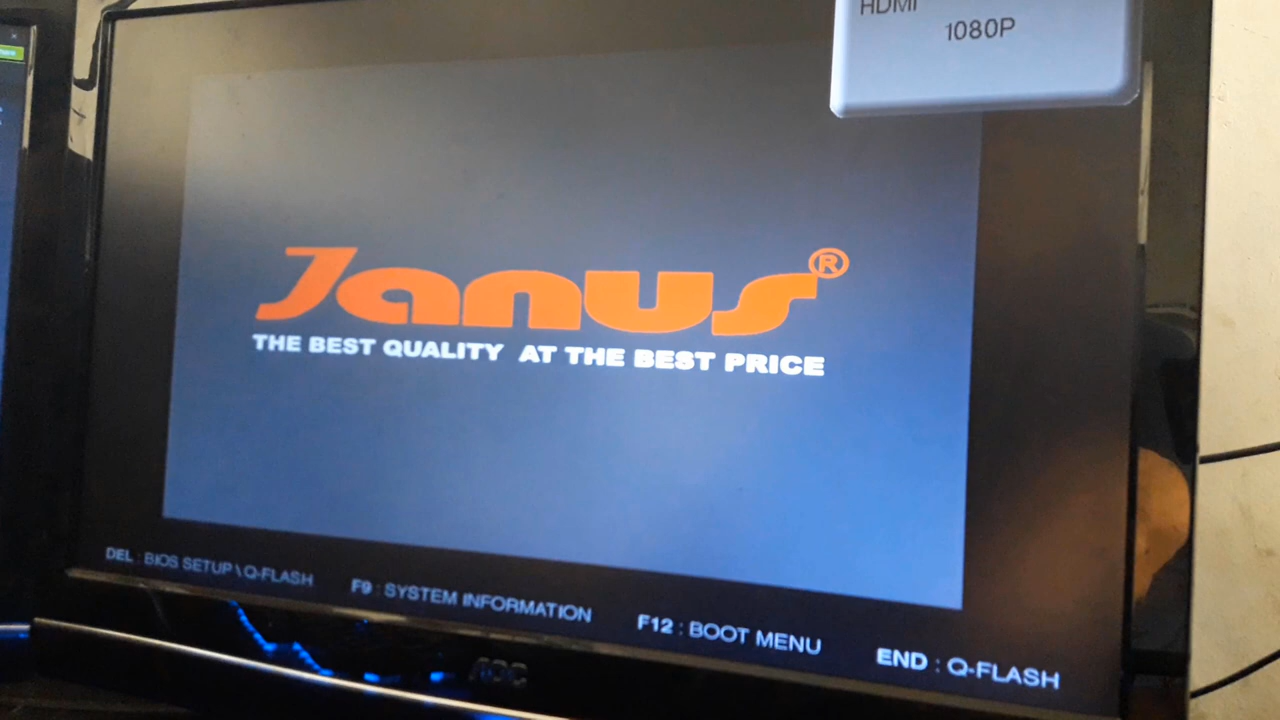 HDMI
1080P
Janus®
THE BEST QUALITY AT THE BEST PRICE
DEL : BIOS SETUP\Q-FLASH
F9 : SYSTEM INFORMATION
F12 : BOOT MENU
END : Q-FLASH
AOC